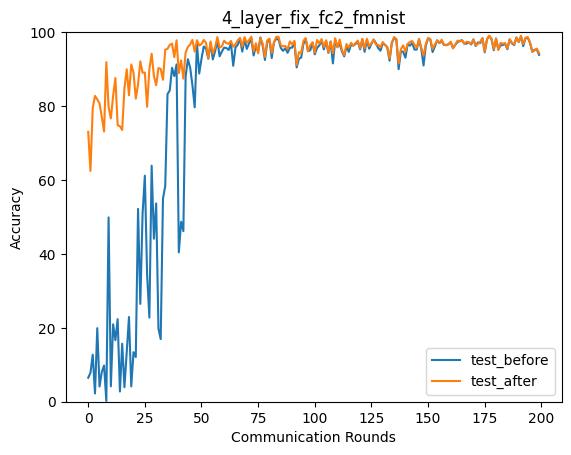 4_layer_fix_fc2_fmnist
Accuracy
100
80
60
40
20
0
0 25 50 75 100 125 150 175 200
Communication Rounds
test_before
test_after